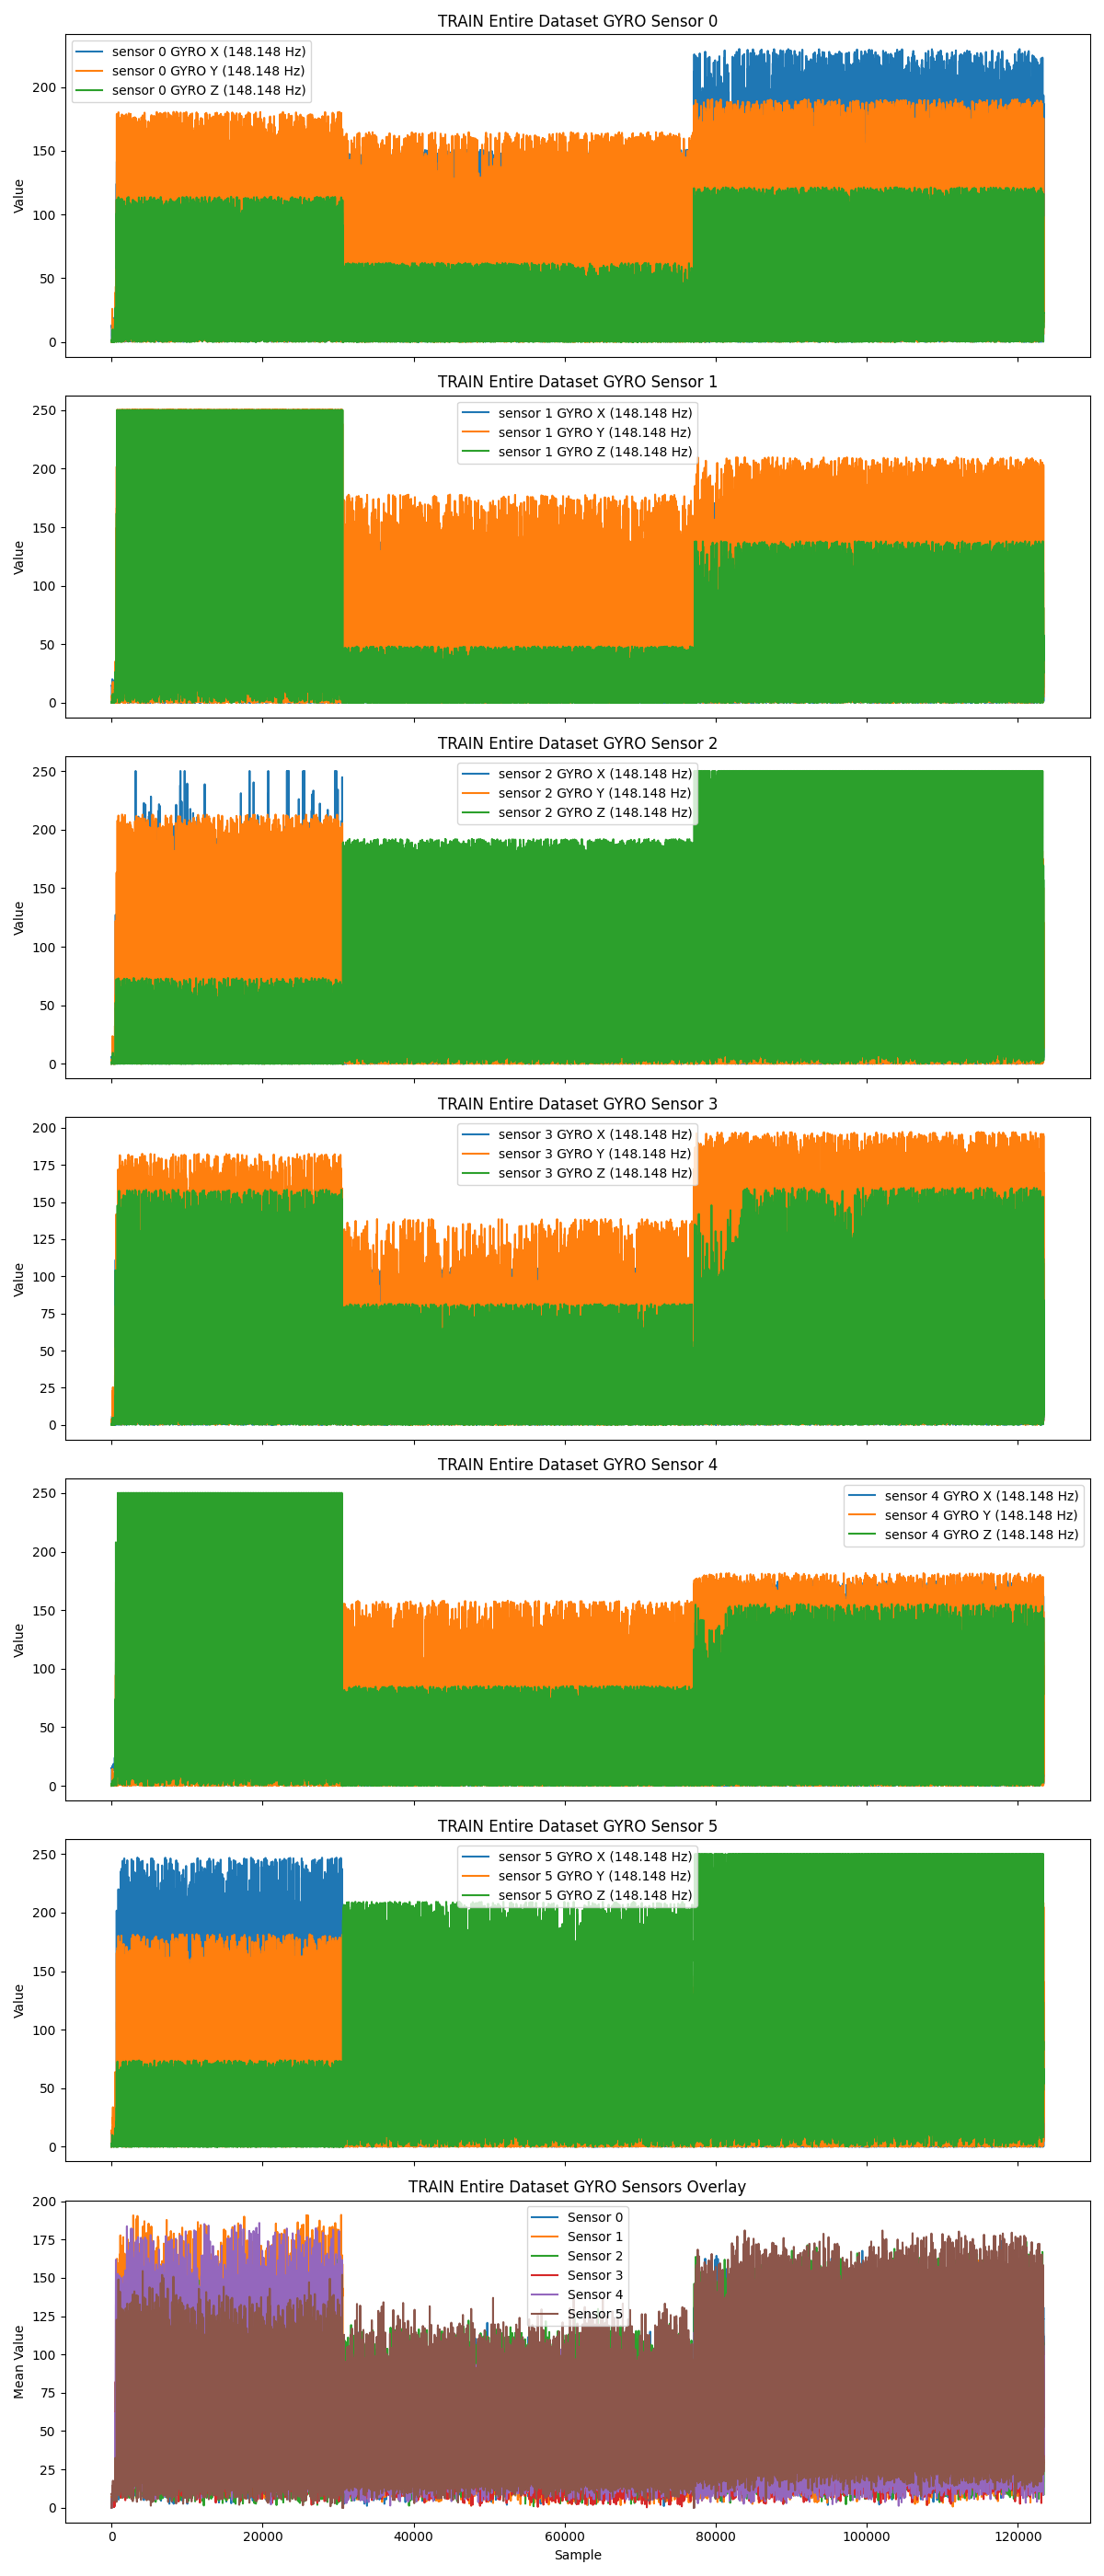 TRAIN Entire Dataset GYRO Sensor 0
sensor 0 GYRO X (148.148 Hz)
sensor 0 GYRO Y (148.148 Hz)
sensor 0 GYRO Z (148.148 Hz)
200
150
100
50
0
Value
TRAIN Entire Dataset GYRO Sensor 1
sensor 1 GYRO X (148.148 Hz)
sensor 1 GYRO Y (148.148 Hz)
sensor 1 GYRO Z (148.148 Hz)
250
200
150
100
50
0
Value
TRAIN Entire Dataset GYRO Sensor 2
sensor 2 GYRO X (148.148 Hz)
sensor 2 GYRO Y (148.148 Hz)
sensor 2 GYRO Z (148.148 Hz)
250
200
150
100
50
0
Value
TRAIN Entire Dataset GYRO Sensor 3
sensor 3 GYRO X (148.148 Hz)
sensor 3 GYRO Y (148.148 Hz)
sensor 3 GYRO Z (148.148 Hz)
200
175
150
125
100
75
50
25
0
Value
TRAIN Entire Dataset GYRO Sensor 4
sensor 4 GYRO X (148.148 Hz)
sensor 4 GYRO Y (148.148 Hz)
sensor 4 GYRO Z (148.148 Hz)
250
200
150
100
50
0
Value
TRAIN Entire Dataset GYRO Sensor 5
sensor 5 GYRO X (148.148 Hz)
sensor 5 GYRO Y (148.148 Hz)
sensor 5 GYRO Z (148.148 Hz)
250
200
150
100
50
0
Value
TRAIN Entire Dataset GYRO Sensors Overlay
Sensor 0
Sensor 1
Sensor 2
Sensor 3
Sensor 4
Sensor 5
200
175
150
125
100
75
50
25
0
Mean Value
0 20000 40000 60000 80000 100000 120000
Sample